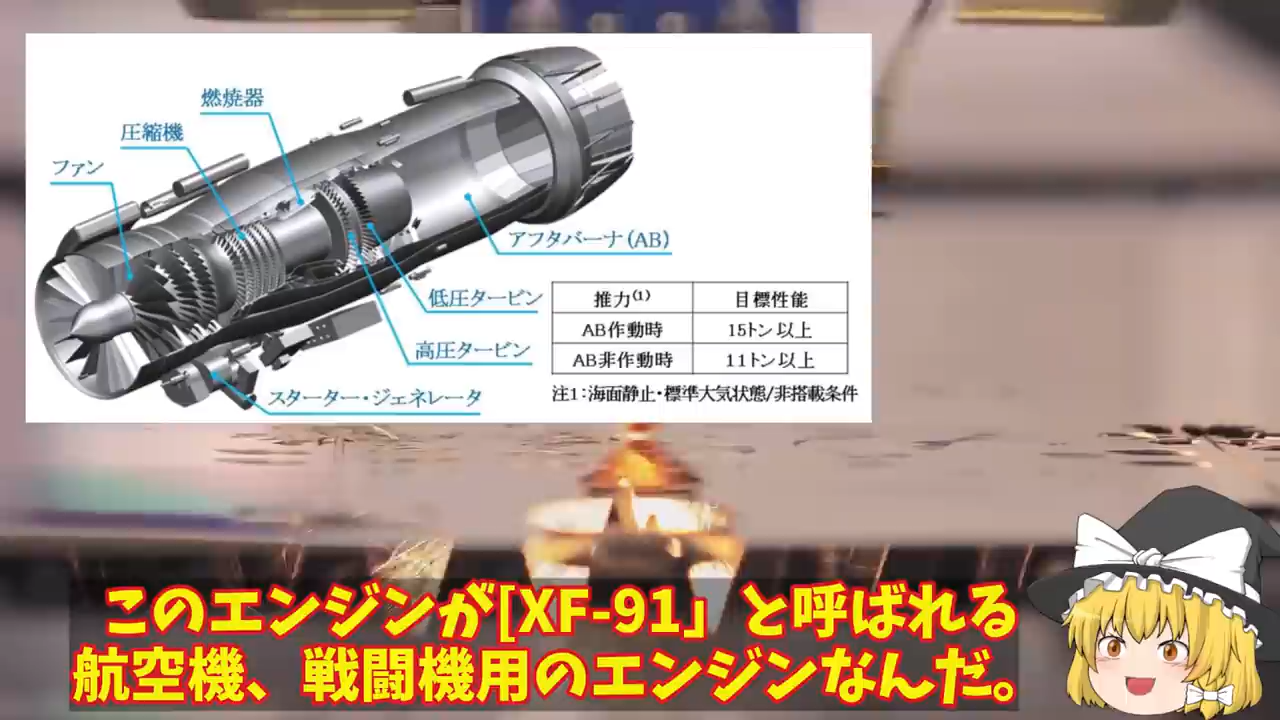 燃焼器
圧縮機
ファン
アフタバーナ(AB)
低圧タービン
高圧タービン
スターター・ジェネレータ
推力(1) 目標性能
AB作動時 15トン以上
AB非作動時 11トン以上
注1:海面静止・標準大気状態/非搭載条件
このエンジンが[XF-91」と呼ばれる
航空機、戦闘機用のエンジンなんだ。